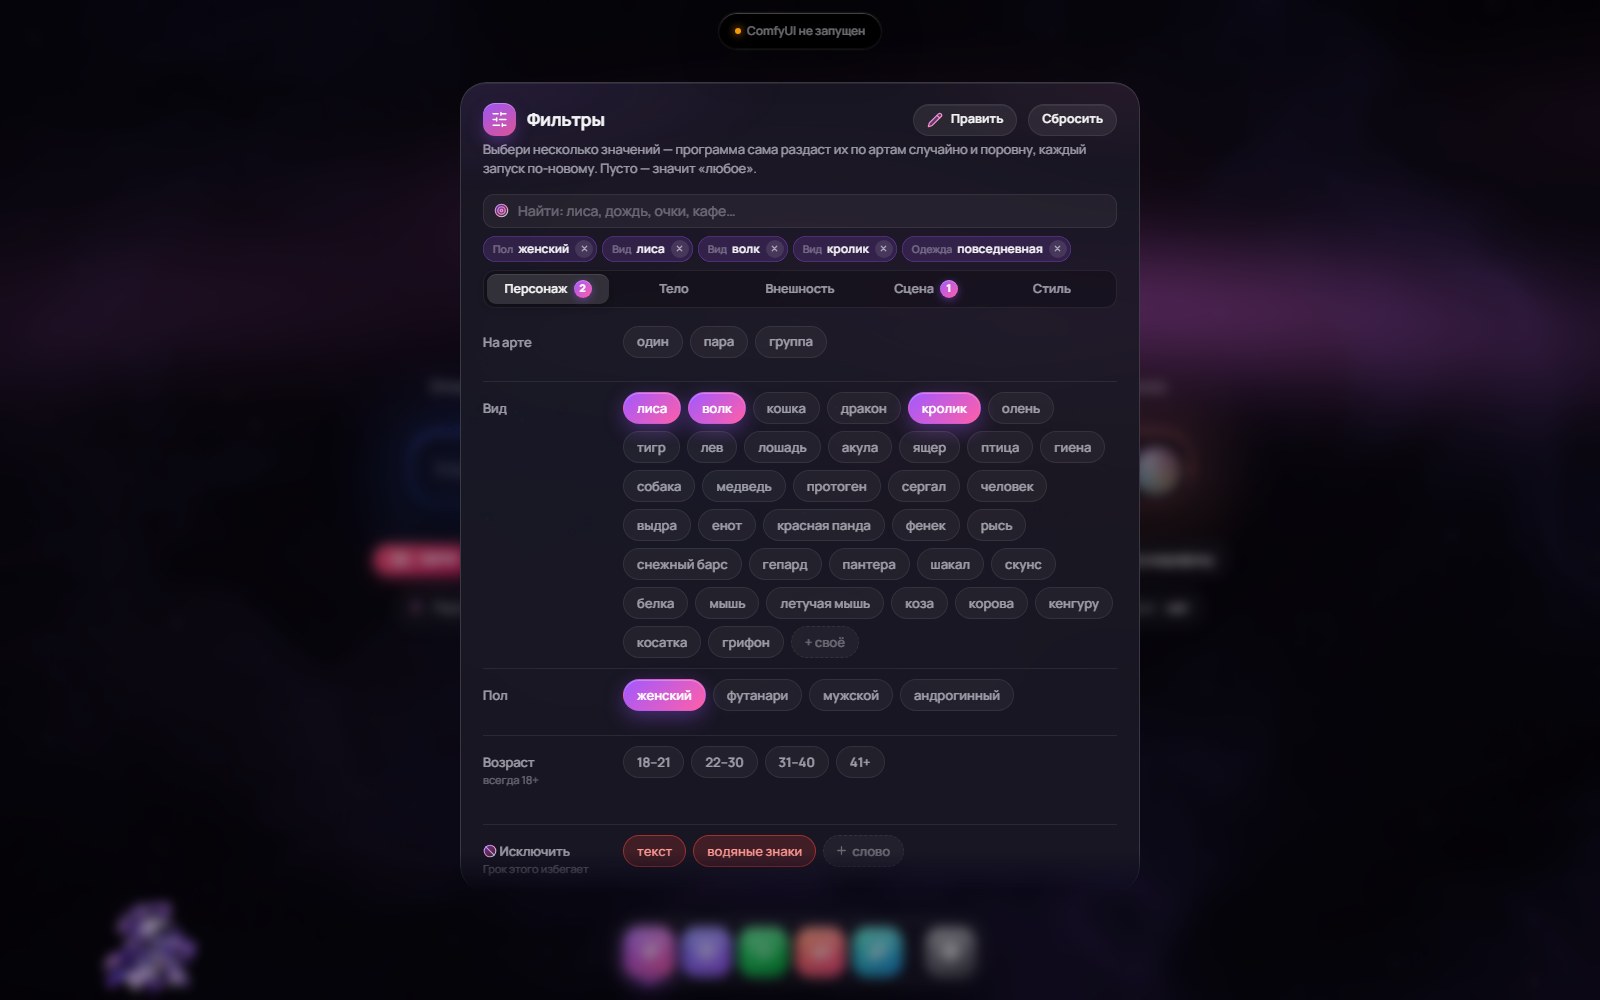 ComfyUI не запущен
Фильтры
Править
Сбросить
Выбери несколько значений — программа сама раздаст их по артам случайно и поровну, каждый
запуск по-новому. Пусто — значит «любое».
Найти: лиса, дождь, очки, кафе...
Пол женский × Вид лиса × Вид волк × Вид кролик × Одежда повседневная ×
Персонаж 2 Тело Внешность Сцена 1 Стиль
На арте один пара группа
Вид лиса волк кошка дракон кролик олень
тигр лев лошадь акула ящер птица гиена
собака медведь протоген сергал человек
выдра енот красная панда фенек рысь
снежный барс гепард пантера шакал скунс
белка мышь летучая мышь коза корова кенгуру
косатка грифон + своё
Пол женский футанари мужской андрогинный
Возраст 18–21 22–30 31–40 41+
всегда 18+
Исключить текст водяные знаки + слово
Грок этого избегает